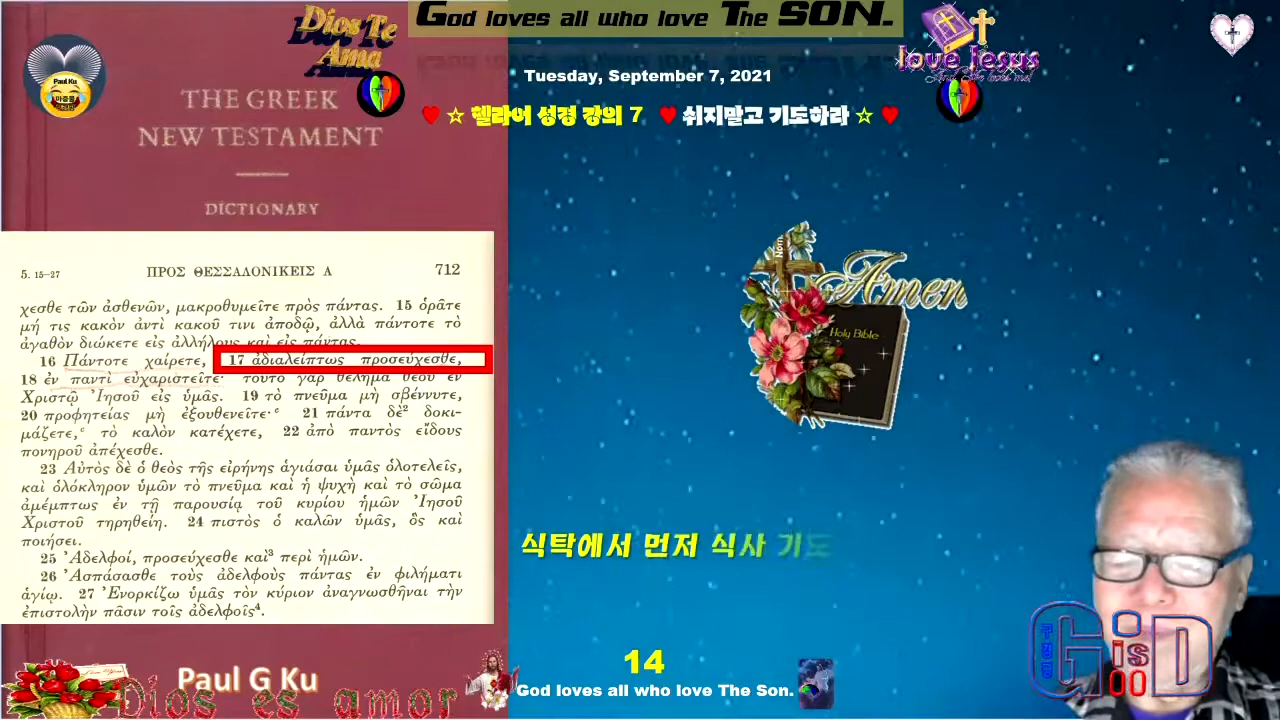 God loves all who love The SON.
Dios Te
Ama
Paul Ku
love Jesus
And He loves me!
Tuesday, September 7, 2021
♥ ☆ 헬라어 성경 강의 7 ♥ 쉬지말고 기도하라 ☆ ♥
THE GREEK
NEW TESTAMENT
DICTIONARY
5. 15–27 ΠΡΟΣ ΘΕΣΣΑΛΟΝΙΚΕΙΣ Α 712
χεσθε τῶν ἀσθενῶν, μακροθυμεῖτε πρὸς πάντας. 15 ὁρᾶτε
μή τις κακὸν ἀντὶ κακοῦ τινι ἀποδῷ, ἀλλὰ πάντοτε τὸ
ἀγαθὸν διώκετε εἰς ἀλλήλους καὶ εἰς πάντας.
16 Πάντοτε χαίρετε, 17 ἀδιαλείπτως προσεύχεσθε,
18 ἐν παντὶ εὐχαριστεῖτε· τοῦτο γὰρ θέλημα θεοῦ ἐν
Χριστῷ Ἰησοῦ εἰς ὑμᾶς. 19 τὸ πνεῦμα μὴ σβέννυτε,
20 προφητείας μὴ ἐξουθενεῖτε·ᶜ 21 πάντα δὲ² δοκι-
μάζετε,ᶜ τὸ καλὸν κατέχετε, 22 ἀπὸ παντὸς εἴδους
πονηροῦ ἀπέχεσθε.
23 Αὐτὸς δὲ ὁ θεὸς τῆς εἰρήνης ἁγιάσαι ὑμᾶς ὁλοτελεῖς,
καὶ ὁλόκληρον ὑμῶν τὸ πνεῦμα καὶ ἡ ψυχὴ καὶ τὸ σῶμα
ἀμέμπτως ἐν τῇ παρουσίᾳ τοῦ κυρίου ἡμῶν Ἰησοῦ
Χριστοῦ τηρηθείη. 24 πιστὸς ὁ καλῶν ὑμᾶς, ὃς καὶ
ποιήσει.
25 Ἀδελφοί, προσεύχεσθε καὶ³ περὶ ἡμῶν.
26 Ἀσπάσασθε τοὺς ἀδελφοὺς πάντας ἐν φιλήματι
ἁγίῳ. 27 Ἐνορκίζω ὑμᾶς τὸν κύριον ἀναγνωσθῆναι τὴν
ἐπιστολὴν πᾶσιν τοῖς ἀδελφοῖς⁴.
Amen
Holy Bible
식탁에서 먼저 식사 기도
14
God loves all who love The Son.
Paul G Ku
Dios es amor
God is